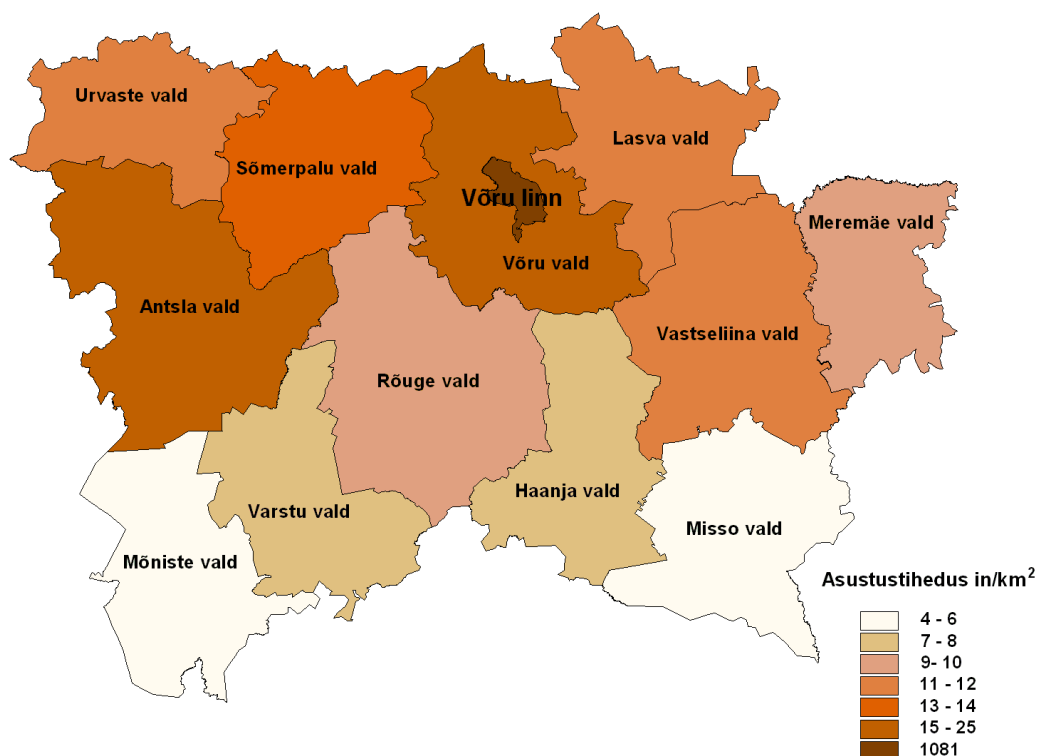 Urvaste vald
Lasva vald
Sõmerpalu vald
Võru linn
Meremäe vald
Võru vald
Antsla vald
Vastseliina vald
Rõuge vald
Haanja vald
Varstu vald
Misso vald
Mõniste vald
Asustustihedus in/km²
4 - 6
7 - 8
9- 10
11 - 12
13 - 14
15 - 25
1081